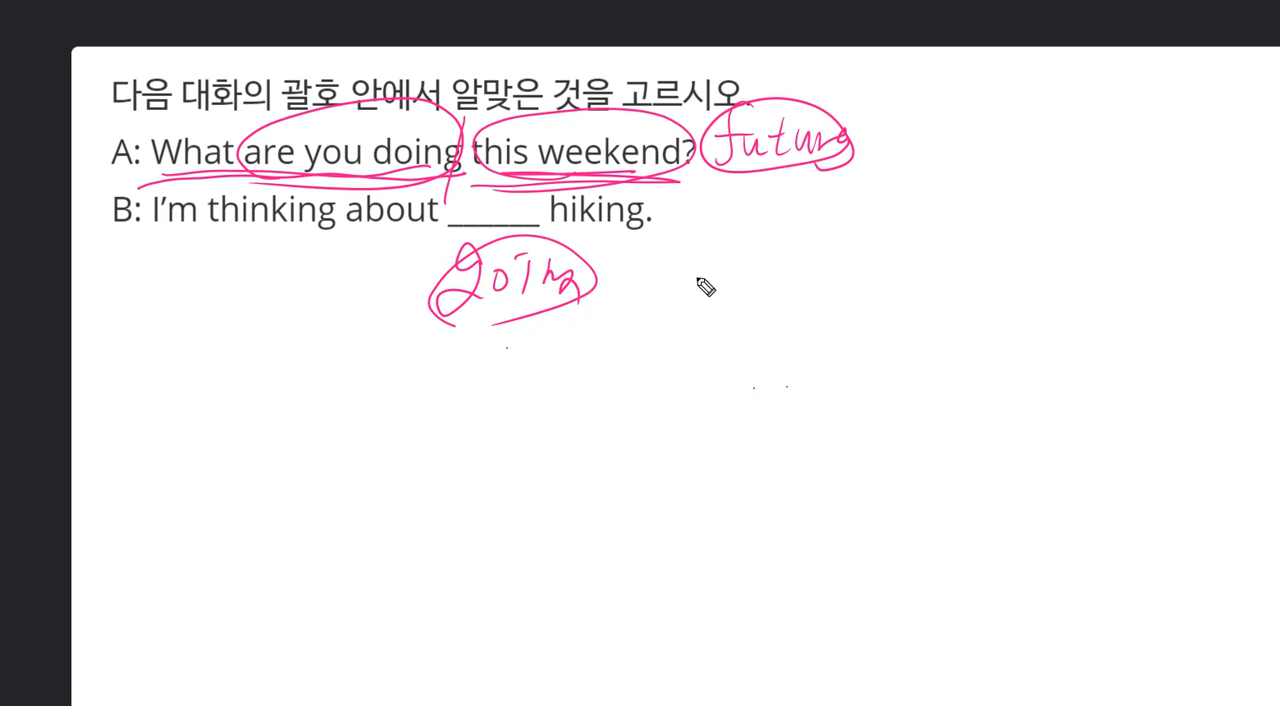 다음 대화의 괄호 안에서 알맞은 것을 고르시오.
A: What are you doing this weekend? future
B: I'm thinking about ______ hiking.
going